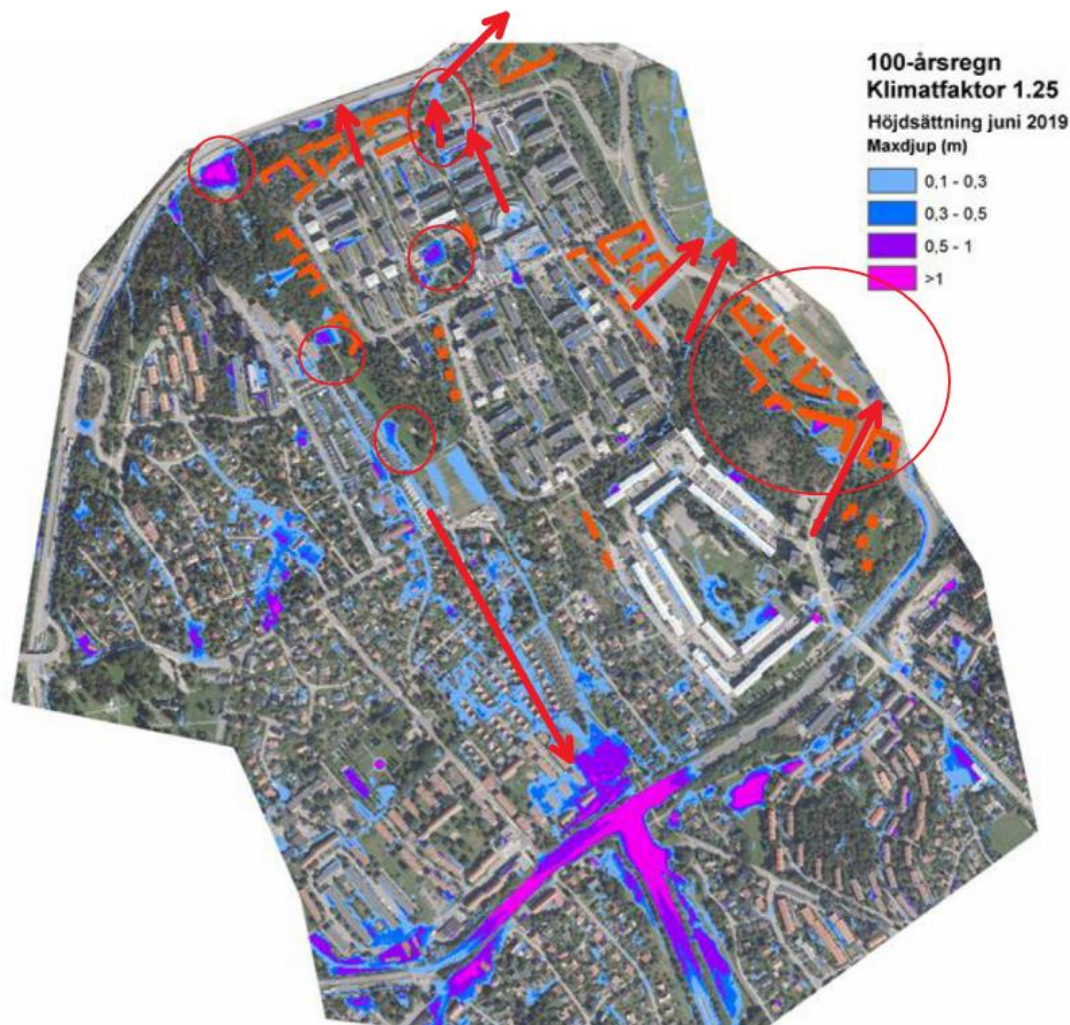 100-årsregn
Klimatfaktor 1.25
Höjdsättning juni 2019
Maxdjup (m)
0,1 - 0,3
0,3 - 0,5
0,5 - 1
>1